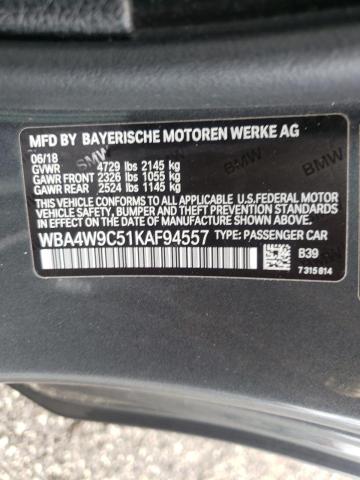 MFD BY BAYERISCHE MOTOREN WERKE AG
06/18
GVWR 4729 lbs 2145 kg
GAWR FRONT 2326 lbs 1055 kg
GAWR REAR 2524 lbs 1145 kg
THIS VEHICLE CONFORMS TO ALL APPLICABLE U.S.FEDERAL MOTOR
VEHICLE SAFETY, BUMPER, AND THEFT PREVENTION STANDARDS
IN EFFECT ON THE DATE OF MANUFACTURE SHOWN ABOVE.
WBA4W9C51KAF94557 TYPE: PASSENGER CAR
B39
7 315 814
BMW
BMW
BMW
BMW